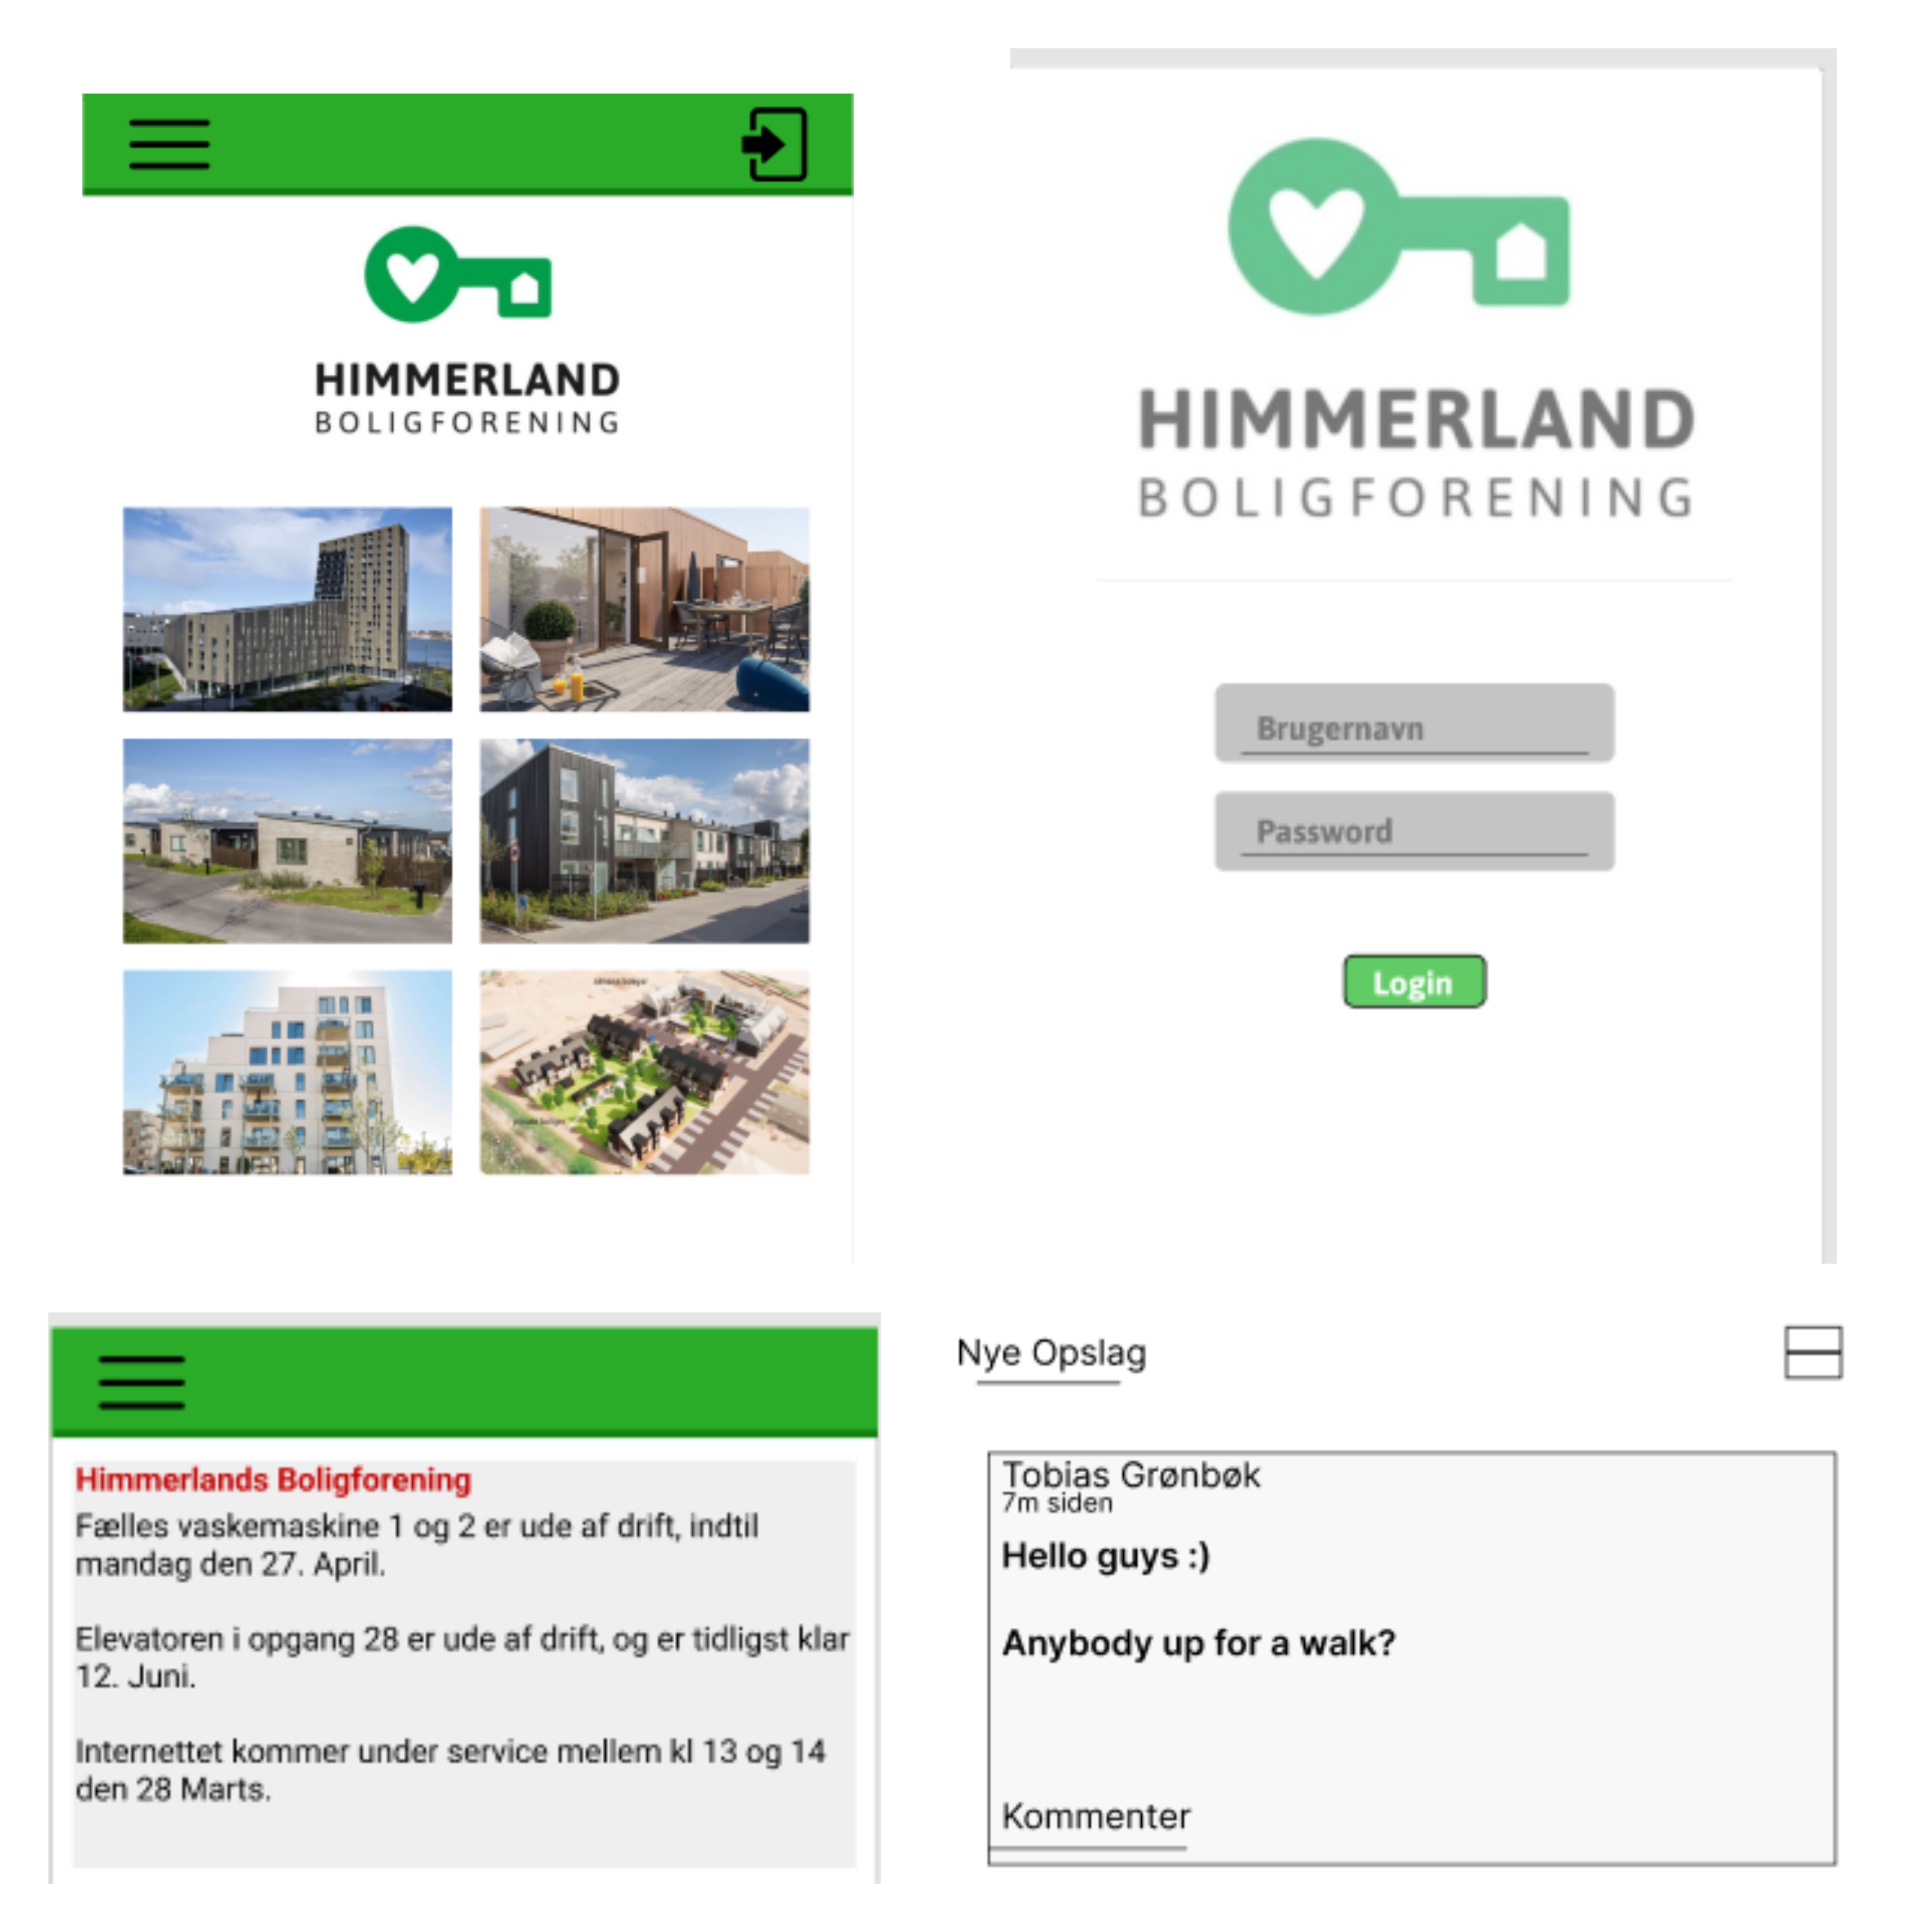 HIMMERLAND
BOLIGFORENING
HIMMERLAND
BOLIGFORENING
Brugernavn
Password
Login
Himmerlands Boligforening
Fælles vaskemaskine 1 og 2 er ude af drift, indtil
mandag den 27. April.
Elevatoren i opgang 28 er ude af drift, og er tidligst klar
12. Juni.
Internettet kommer under service mellem kl 13 og 14
den 28 Marts.
Nye Opslag
Tobias Grønbøk
7m siden
Hello guys :)
Anybody up for a walk?
Kommenter